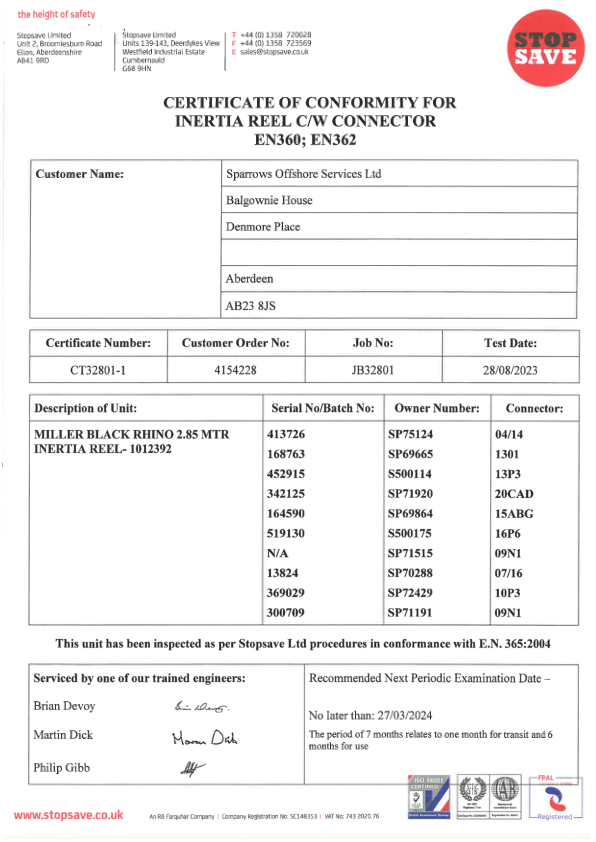 the height of safety
Stopsave Limited
Unit 2, Broomiesburn Road
Ellon, Aberdeenshire
AB41 9RD
Stopsave Limited
Units 139-143, Deerdykes View
Westfield Industrial Estate
Cumbernauld
G68 9HN
T +44 (0) 1358 720028
F +44 (0) 1358 723569
E sales@stopsave.co.uk
STOP
SAVE
CERTIFICATE OF CONFORMITY FOR
INERTIA REEL C/W CONNECTOR
EN360; EN362
Customer Name:
Sparrows Offshore Services Ltd
Balgownie House
Denmore Place
Aberdeen
AB23 8JS
Certificate Number: Customer Order No: Job No: Test Date:
CT32801-1 4154228 JB32801 28/08/2023
Description of Unit: Serial No/Batch No: Owner Number: Connector:
MILLER BLACK RHINO 2.85 MTR
INERTIA REEL- 1012392
413726 SP75124 04/14
168763 SP69665 1301
452915 S500114 13P3
342125 SP71920 20CAD
164590 SP69864 15ABG
519130 S500175 16P6
N/A SP71515 09N1
13824 SP70288 07/16
369029 SP72429 10P3
300709 SP71191 09N1
This unit has been inspected as per Stopsave Ltd procedures in conformance with E.N. 365:2004
Serviced by one of our trained engineers:
Brian Devoy
Martin Dick Martin Dick
Philip Gibb
Recommended Next Periodic Examination Date –
No later than: 27/03/2024
The period of 7 months relates to one month for transit and 6
months for use
ISO 14001
CERTIFIED
FPAL
Registered
www.stopsave.co.uk
An RB Farquhar Company | Company Registration No: SC148353 | VAT No: 743 2020 76